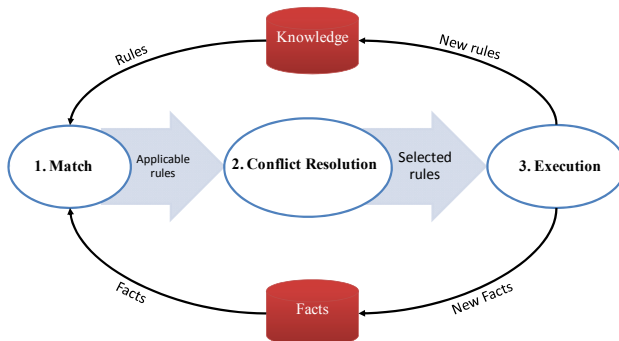 Knowledge
Rules
New rules
1. Match
Applicable
rules
2. Conflict Resolution
Selected
rules
3. Execution
Facts
Facts
New Facts